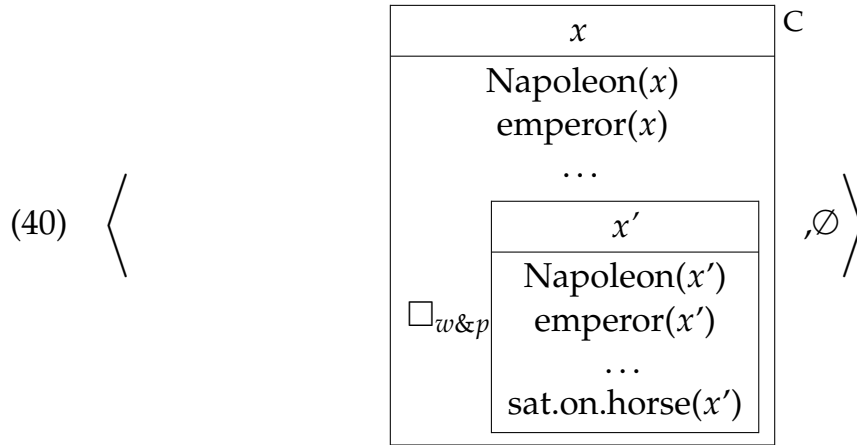 x C
Napoleon(x)
emperor(x)
…
(40) ⟨ ,∅⟩
x′
Napoleon(x′)
□w&p emperor(x′)
…
sat.on.horse(x′)